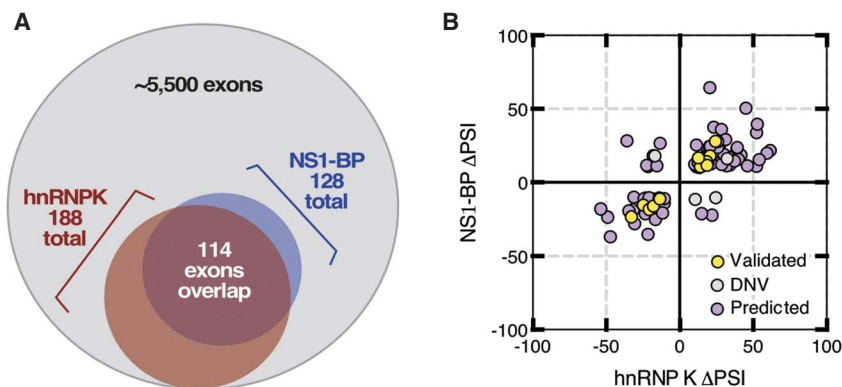 A
~5,500 exons
hnRNPK
188
total
NS1-BP
128
total
114
exons
overlap
B
NS1-BP ΔPSI
100
50
0
-50
-100
Validated
DNV
Predicted
-100 -50 0 50 100
hnRNP K ΔPSI